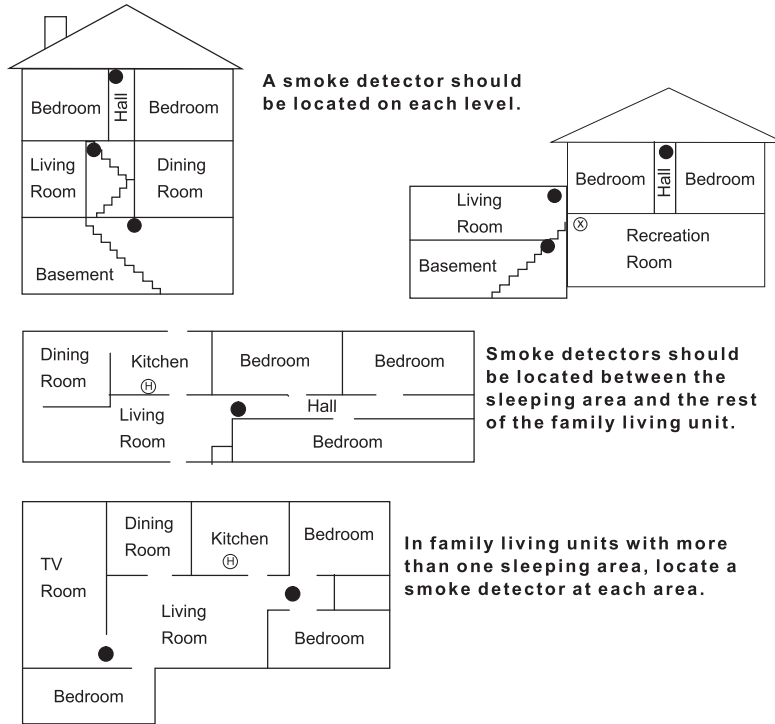 A smoke detector should
be located on each level.
Bedroom
Hall
Bedroom
Living
Room
Dining
Room
Basement
Bedroom
Hall
Bedroom
Living
Room
X
Recreation
Room
Basement
Dining
Room
Kitchen
H
Bedroom
Bedroom
Living
Room
Hall
Bedroom
Smoke detectors should
be located between the
sleeping area and the rest
of the family living unit.
TV
Room
Dining
Room
Kitchen
H
Bedroom
Living
Room
Bedroom
Bedroom
In family living units with more
than one sleeping area, locate a
smoke detector at each area.